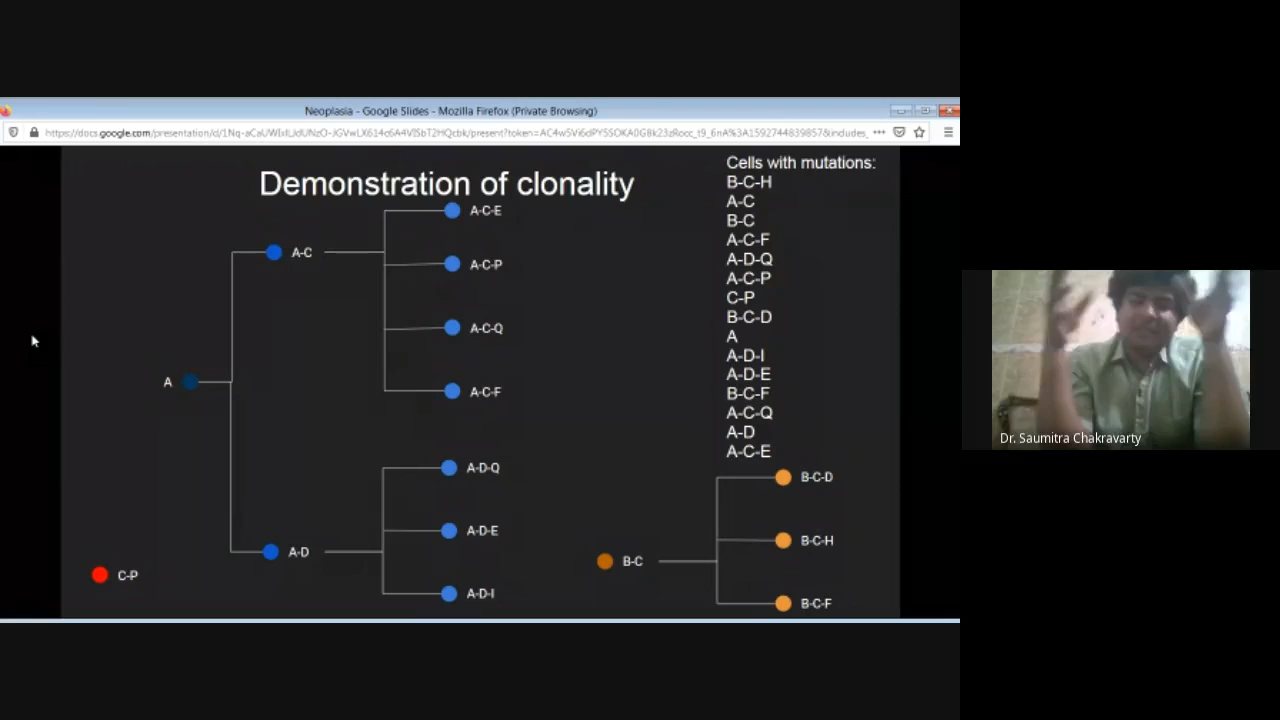 Neoplasia - Google Slides - Mozilla Firefox (Private Browsing)
Demonstration of clonality
Cells with mutations:
B-C-H
A-C
B-C
A-C-F
A-D-Q
A-C-P
C-P
B-C-D
A
A-D-I
A-D-E
B-C-F
A-C-Q
A-D
A-C-E
A
A-C
A-D
A-C-E
A-C-P
A-C-Q
A-C-F
A-D-Q
A-D-E
A-D-I
C-P
B-C
B-C-D
B-C-H
B-C-F
Dr. Saumitra Chakravarty